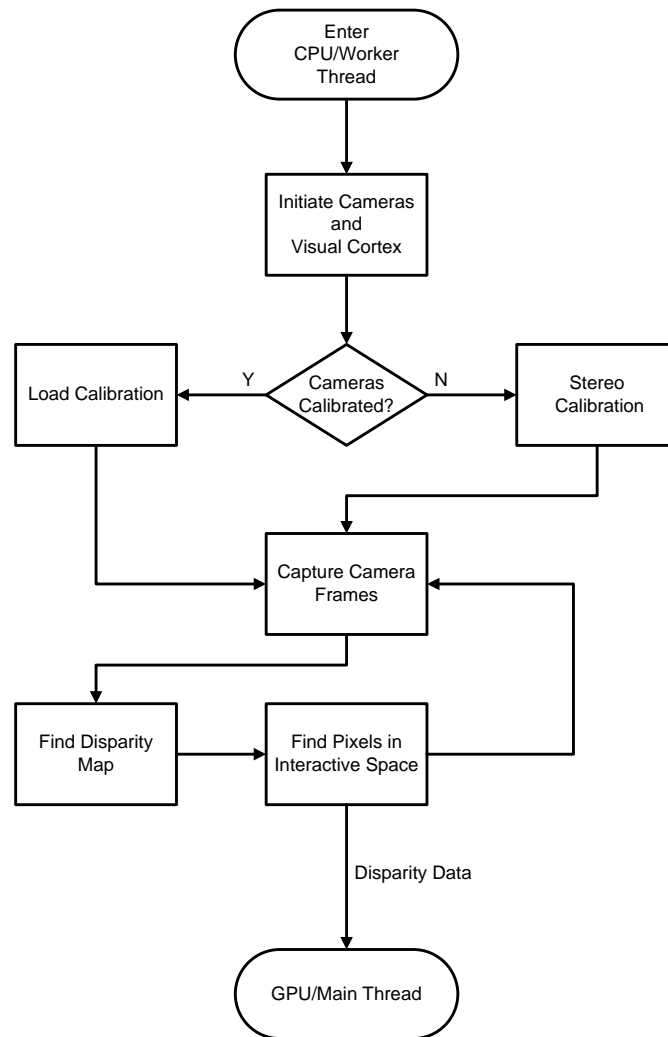 Enter
CPU/Worker
Thread
Initiate Cameras
and
Visual Cortex
Load Calibration
Y
Cameras
Calibrated?
N
Stereo
Calibration
Capture Camera
Frames
Find Disparity
Map
Find Pixels in
Interactive Space
Disparity Data
GPU/Main Thread